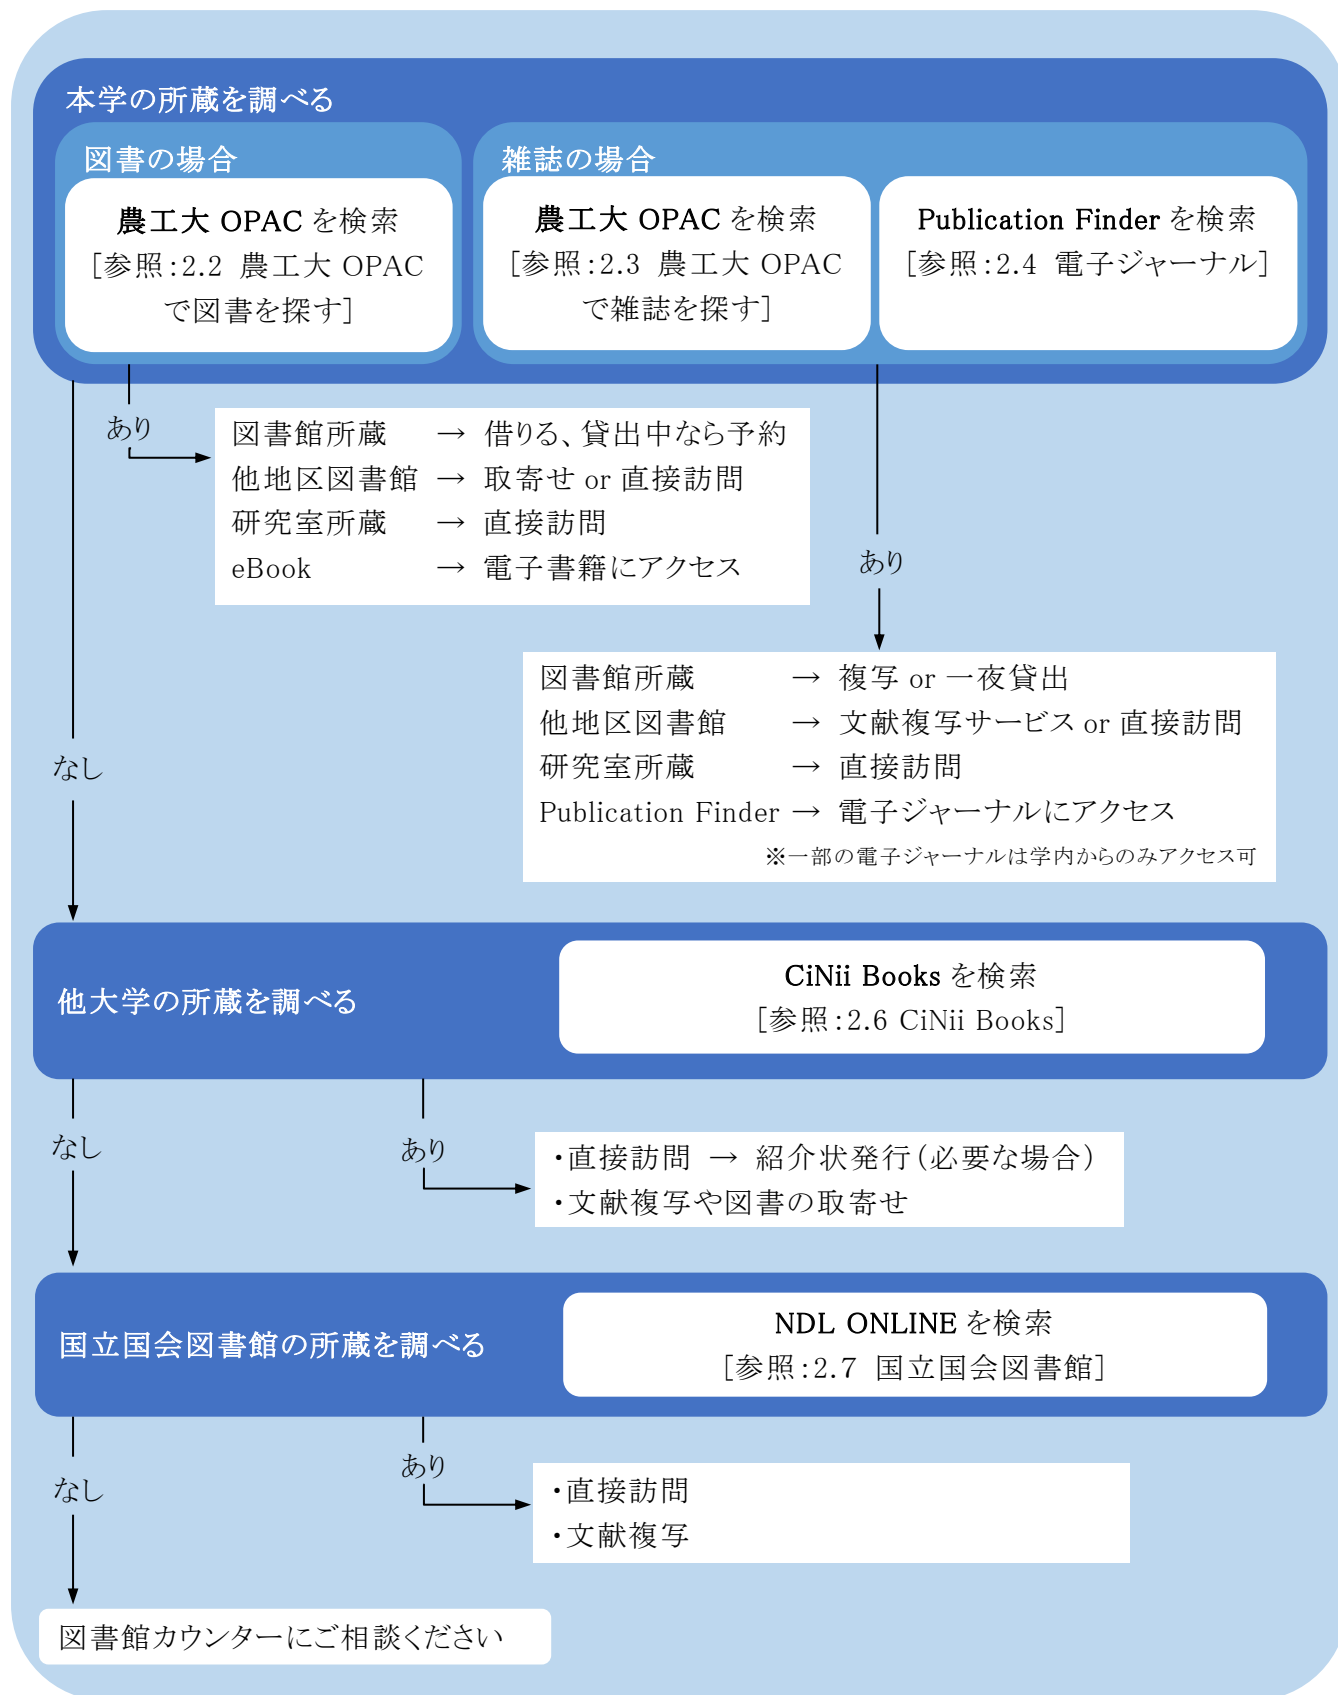 本学の所蔵を調べる
図書の場合
農工大 OPAC を検索
[参照:2.2 農工大 OPAC
で図書を探す]
雑誌の場合
農工大 OPAC を検索
[参照:2.3 農工大 OPAC
で雑誌を探す]
Publication Finder を検索
[参照:2.4 電子ジャーナル]
あり
図書館所蔵 → 借りる、貸出中なら予約
他地区図書館 → 取寄せ or 直接訪問
研究室所蔵 → 直接訪問
eBook → 電子書籍にアクセス
あり
図書館所蔵 → 複写 or 一夜貸出
他地区図書館 → 文献複写サービス or 直接訪問
研究室所蔵 → 直接訪問
Publication Finder → 電子ジャーナルにアクセス
※一部の電子ジャーナルは学内からのみアクセス可
なし
他大学の所蔵を調べる
CiNii Books を検索
[参照:2.6 CiNii Books]
なし
あり
・直接訪問 → 紹介状発行(必要な場合)
・文献複写や図書の取寄せ
国立国会図書館の所蔵を調べる
NDL ONLINE を検索
[参照:2.7 国立国会図書館]
なし
あり
・直接訪問
・文献複写
図書館カウンターにご相談ください